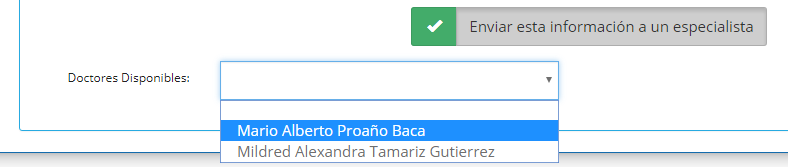 Enviar esta información a un especialista
Doctores Disponibles:
Mario Alberto Proaño Baca
Mildred Alexandra Tamariz Gutierrez